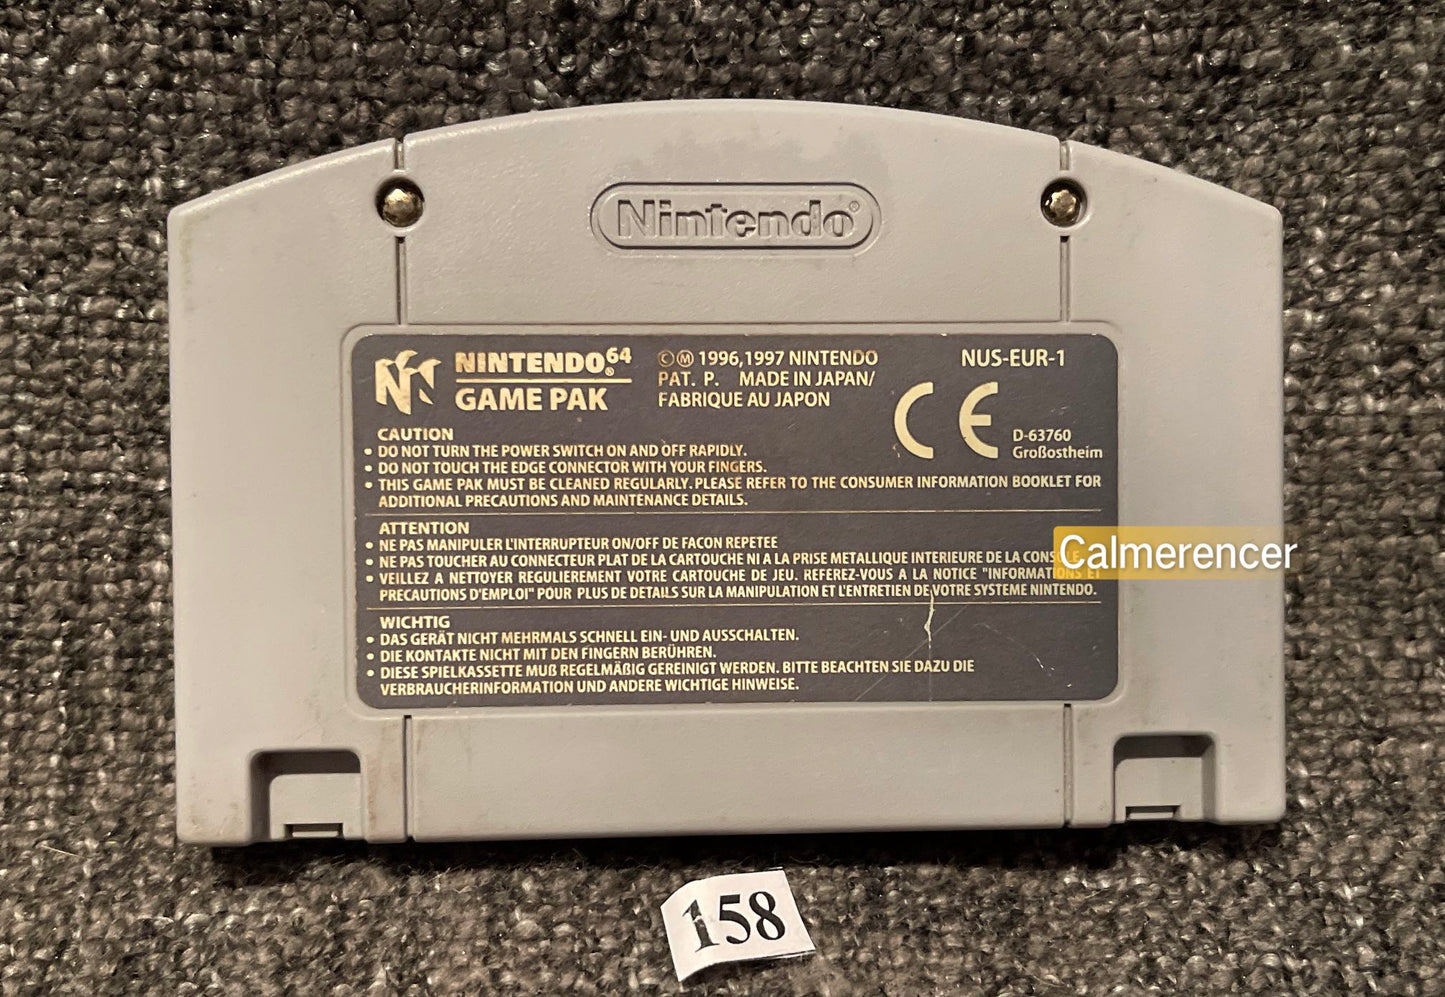 Nintendo®
NINTENDO64®
GAME PAK
ⒸⓂ 1996,1997 NINTENDO
PAT. P. MADE IN JAPAN/
FABRIQUE AU JAPON
NUS-EUR-1
CE
D-63760
Großostheim
CAUTION
• DO NOT TURN THE POWER SWITCH ON AND OFF RAPIDLY.
• DO NOT TOUCH THE EDGE CONNECTOR WITH YOUR FINGERS.
• THIS GAME PAK MUST BE CLEANED REGULARLY. PLEASE REFER TO THE CONSUMER INFORMATION BOOKLET FOR
ADDITIONAL PRECAUTIONS AND MAINTENANCE DETAILS.
ATTENTION
• NE PAS MANIPULER L'INTERRUPTEUR ON/OFF DE FACON REPETEE
• NE PAS TOUCHER AU CONNECTEUR PLAT DE LA CARTOUCHE NI A LA PRISE METALLIQUE INTERIEURE DE LA CONSOLE.
• VEILLEZ A NETTOYER REGULIEREMENT VOTRE CARTOUCHE DE JEU. REFEREZ-VOUS A LA NOTICE "INFORMATIONS ET
PRECAUTIONS D'EMPLOI" POUR PLUS DE DETAILS SUR LA MANIPULATION ET L'ENTRETIEN DE VOTRE SYSTEME NINTENDO.
Calmerencer
WICHTIG
• DAS GERÄT NICHT MEHRMALS SCHNELL EIN- UND AUSSCHALTEN.
• DIE KONTAKTE NICHT MIT DEN FINGERN BERÜHREN.
• DIESE SPIELKASSETTE MUß REGELMÄßIG GEREINIGT WERDEN. BITTE BEACHTEN SIE DAZU DIE
VERBRAUCHERINFORMATION UND ANDERE WICHTIGE HINWEISE.
158